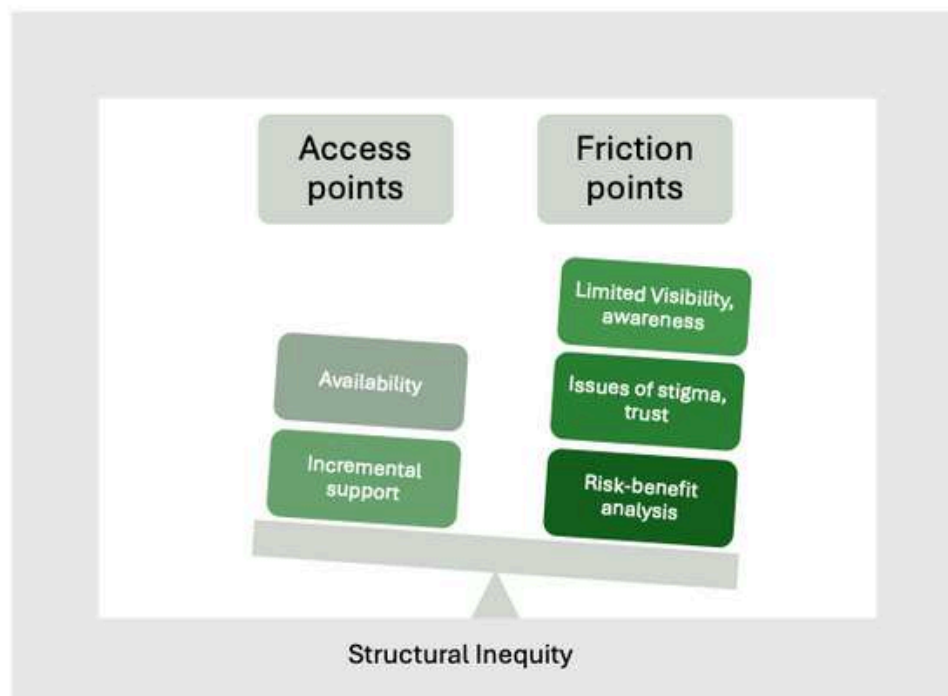 Access
points
Friction
points
Availability
Incremental
support
Limited Visibility,
awareness
Issues of stigma,
trust
Risk-benefit
analysis
Structural Inequity